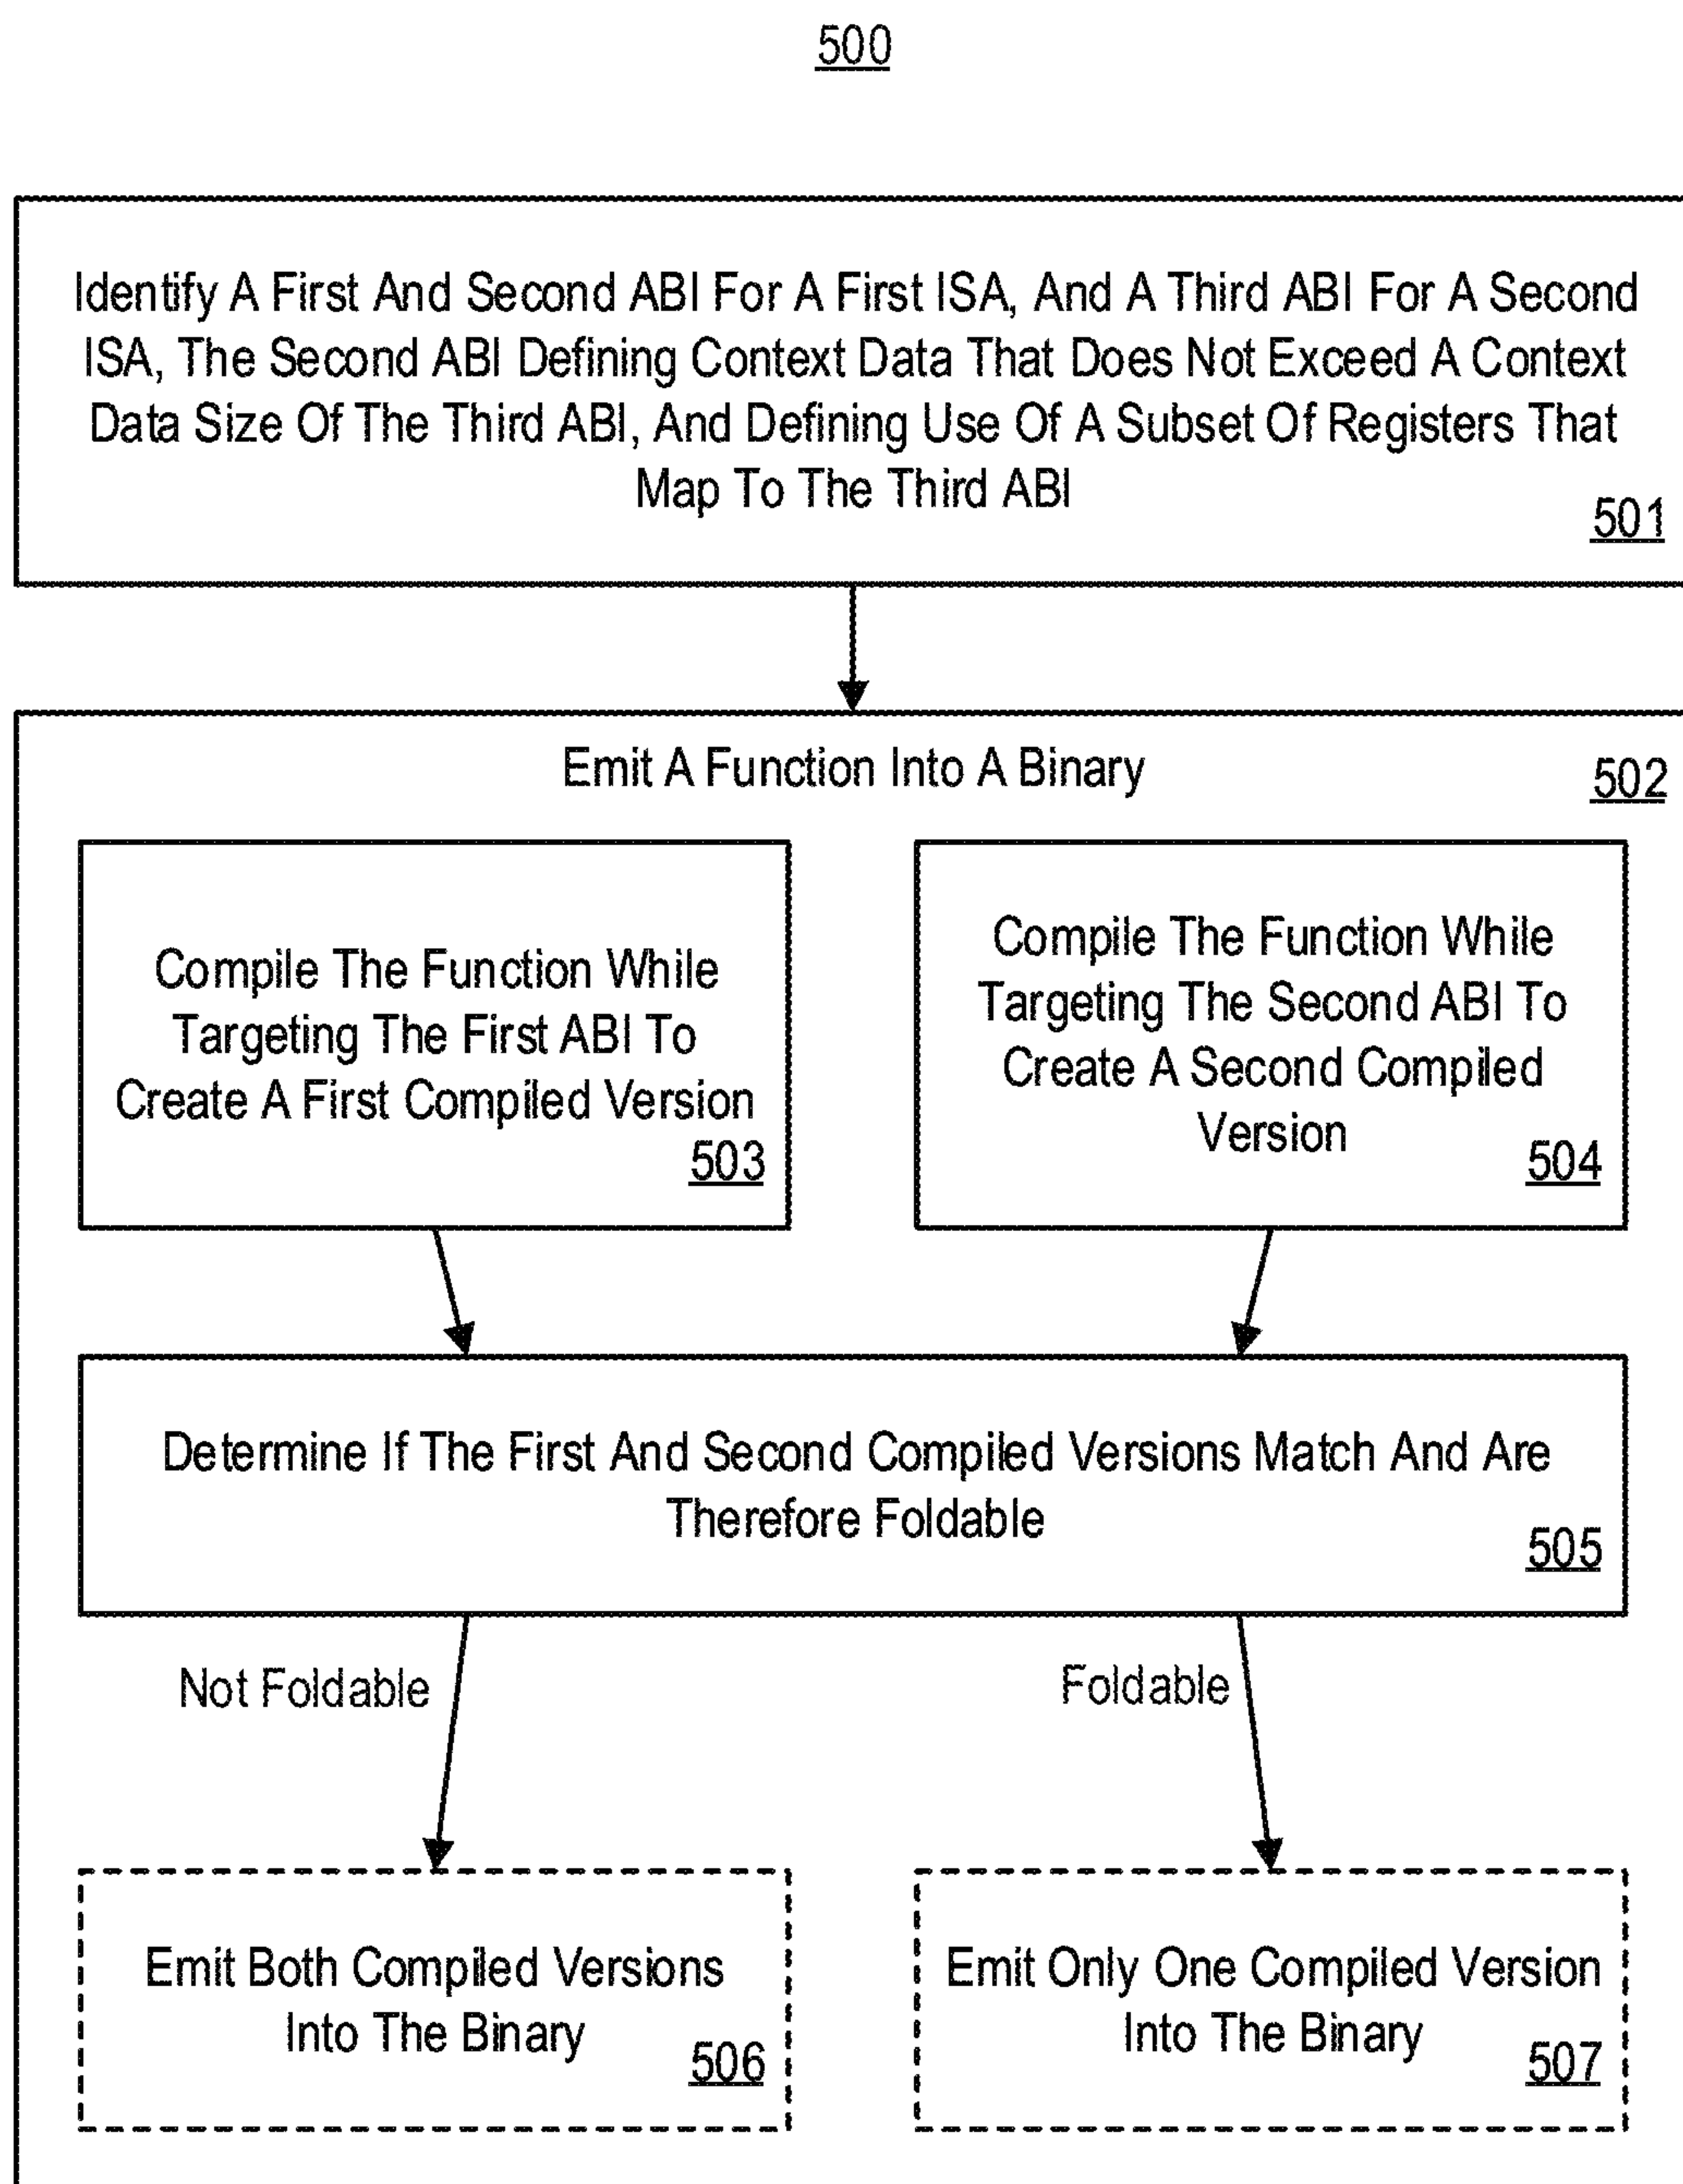 500
Identify A First And Second ABI For A First ISA, And A Third ABI For A Second
ISA, The Second ABI Defining Context Data That Does Not Exceed A Context
Data Size Of The Third ABI, And Defining Use Of A Subset Of Registers That
Map To The Third ABI
501
Emit A Function Into A Binary
502
Compile The Function While
Targeting The First ABI To
Create A First Compiled Version
503
Compile The Function While
Targeting The Second ABI To
Create A Second Compiled
Version
504
Determine If The First And Second Compiled Versions Match And Are
Therefore Foldable
505
Not Foldable
Foldable
Emit Both Compiled Versions
Into The Binary
506
Emit Only One Compiled Version
Into The Binary
507